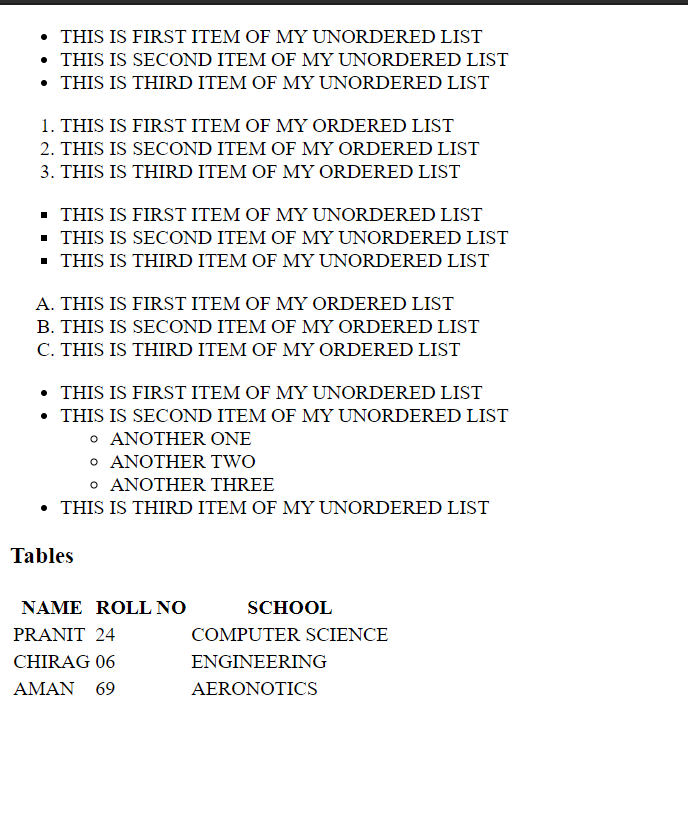 • THIS IS FIRST ITEM OF MY UNORDERED LIST
• THIS IS SECOND ITEM OF MY UNORDERED LIST
• THIS IS THIRD ITEM OF MY UNORDERED LIST
1. THIS IS FIRST ITEM OF MY ORDERED LIST
2. THIS IS SECOND ITEM OF MY ORDERED LIST
3. THIS IS THIRD ITEM OF MY ORDERED LIST
▪ THIS IS FIRST ITEM OF MY UNORDERED LIST
▪ THIS IS SECOND ITEM OF MY UNORDERED LIST
▪ THIS IS THIRD ITEM OF MY UNORDERED LIST
A. THIS IS FIRST ITEM OF MY ORDERED LIST
B. THIS IS SECOND ITEM OF MY ORDERED LIST
C. THIS IS THIRD ITEM OF MY ORDERED LIST
• THIS IS FIRST ITEM OF MY UNORDERED LIST
• THIS IS SECOND ITEM OF MY UNORDERED LIST
◦ ANOTHER ONE
◦ ANOTHER TWO
◦ ANOTHER THREE
• THIS IS THIRD ITEM OF MY UNORDERED LIST
Tables
NAME ROLL NO SCHOOL
PRANIT 24 COMPUTER SCIENCE
CHIRAG 06 ENGINEERING
AMAN 69 AERONOTICS